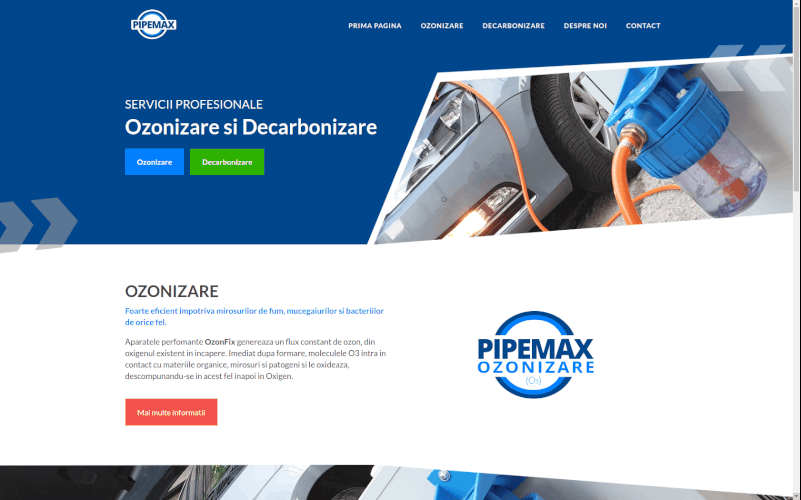 PIPEMAX
PRIMA PAGINA OZONIZARE DECARBONIZARE DESPRE NOI CONTACT
SERVICII PROFESIONALE
Ozonizare si Decarbonizare
Ozonizare Decarbonizare
OZONIZARE
Foarte eficient impotriva mirosurilor de fum, mucegaiurilor si bacteriilor
de orice fel.
Aparatele perfomante OzonFix genereaza un flux constant de ozon, din
oxigenul existent in incapere. Imediat dupa formare, moleculele O3 intra in
contact cu materiile organice, mirosuri si patogeni si le oxideaza,
descompunandu-se in acest fel inapoi in Oxigen.
Mai multe informatii
PIPEMAX
OZONIZARE
(O₃)